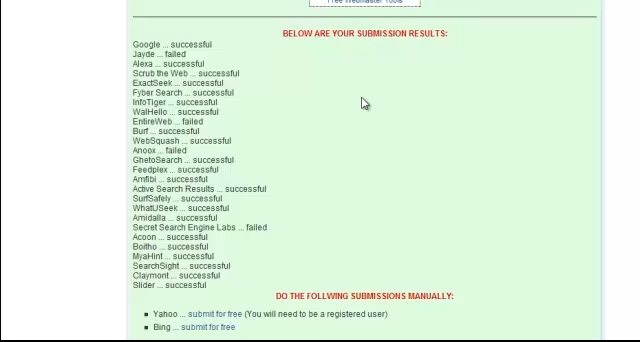 Free Webmaster Tools
BELOW ARE YOUR SUBMISSION RESULTS:
Google ... successful
Jayde ... failed
Alexa ... successful
Scrub the Web ... successful
ExactSeek ... successful
Fyber Search ... successful
InfoTiger ... successful
WalHello ... successful
EntireWeb ... failed
Burf ... successful
WebSquash ... successful
Anoox ... failed
GhetoSearch ... successful
Feedplex ... successful
Amfibi ... successful
Active Search Results ... successful
SurfSafely ... successful
WhatUSeek ... successful
Amidalla ... successful
Secret Search Engine Labs ... failed
Acoon ... successful
Boitho ... successful
MyaHint ... successful
SearchSight ... successful
Claymont ... successful
Slider ... successful
DO THE FOLLWING SUBMISSIONS MANUALLY:
Yahoo ... submit for free (You will need to be a registered user)
Bing ... submit for free